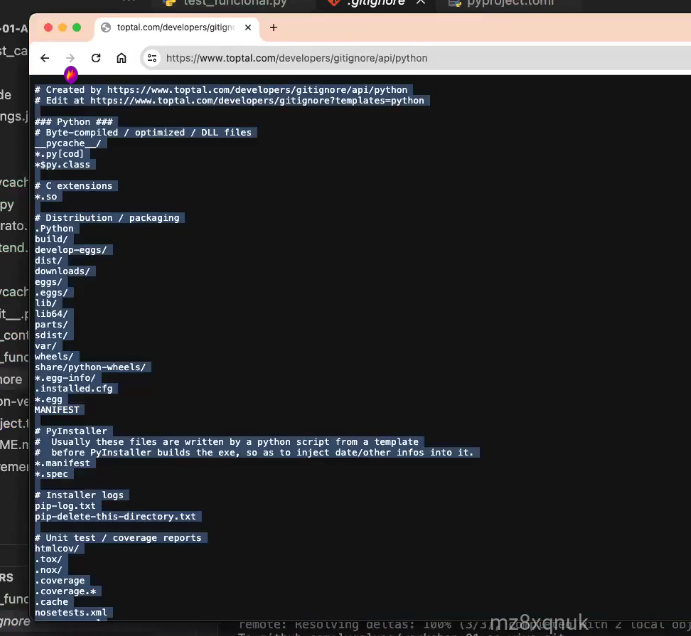 test_funcional.py
.gitignore
pyproject.toml
toptal.com/developers/gitign
https://www.toptal.com/developers/gitignore/api/python
# Created by https://www.toptal.com/developers/gitignore/api/python
# Edit at https://www.toptal.com/developers/gitignore?templates=python
### Python ###
# Byte-compiled / optimized / DLL files
__pycache__/
*.py[cod]
*$py.class
# C extensions
*.so
# Distribution / packaging
.Python
build/
develop-eggs/
dist/
downloads/
eggs/
.eggs/
lib/
lib64/
parts/
sdist/
var/
wheels/
share/python-wheels/
*.egg-info/
.installed.cfg
*.egg
MANIFEST
# PyInstaller
#  Usually these files are written by a python script from a template
#  before PyInstaller builds the exe, so as to inject date/other infos into it.
*.manifest
*.spec
# Installer logs
pip-log.txt
pip-delete-this-directory.txt
# Unit test / coverage reports
htmlcov/
.tox/
.nox/
.coverage
.coverage.*
.cache
nosetests.xml
remote: Resolving deltas: 100% (3/3)
with 2 local ob
mz8xqnuk